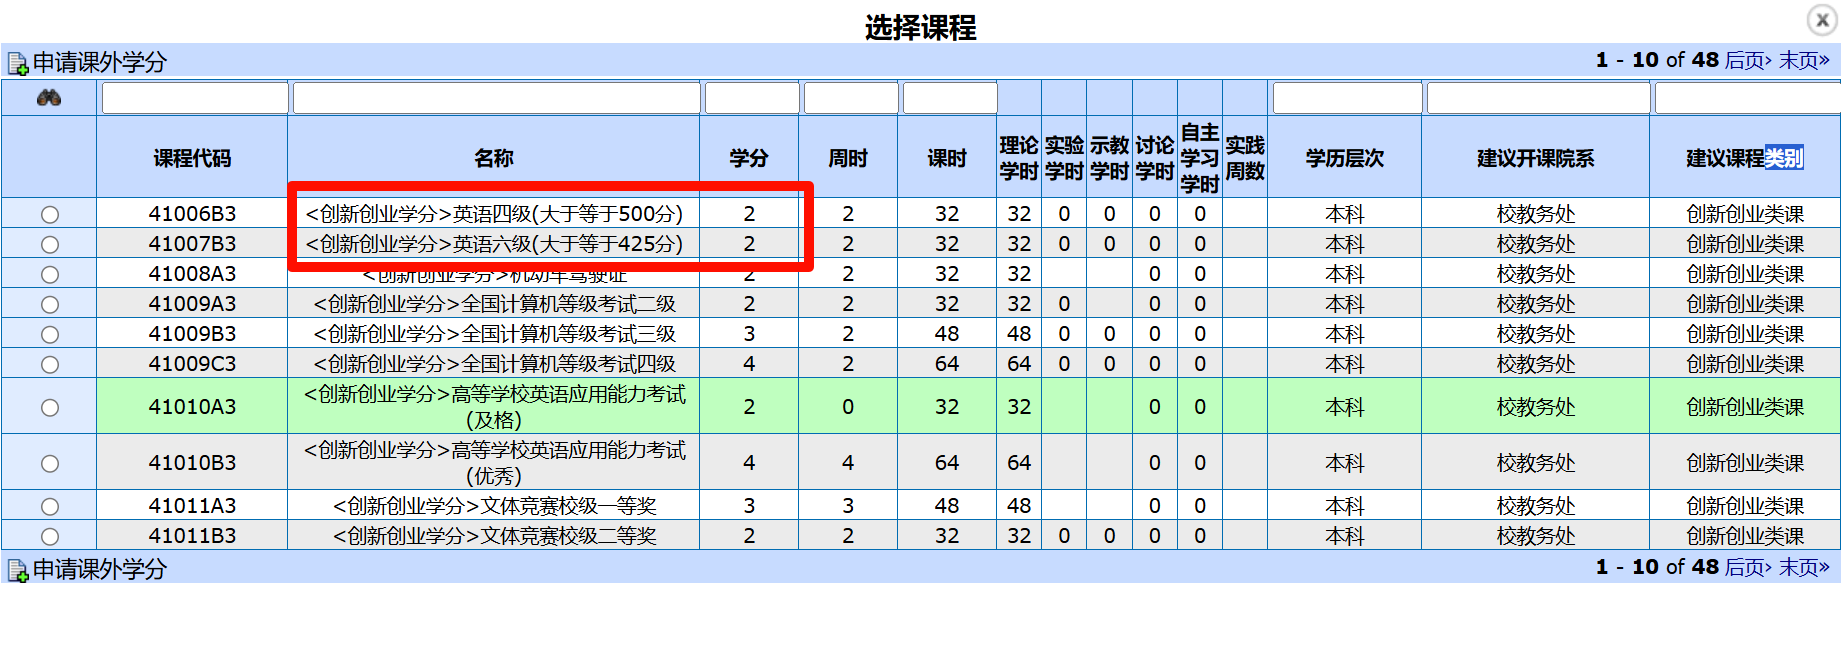 选择课程
X
申请课外学分 1 - 10 of 48 后页› 末页»
课程代码 名称 学分 周时 课时 理论学时 实验学时 示教学时 讨论学时 自主学习学时 实践周数 学历层次 建议开课院系 建议课程类别
41006B3 <创新创业学分>英语四级(大于等于500分) 2 2 32 32 0 0 0 0 本科 校教务处 创新创业类课
41007B3 <创新创业学分>英语六级(大于等于425分) 2 2 32 32 0 0 0 0 本科 校教务处 创新创业类课
41008A3 <创新创业学分>机动车驾驶证 2 2 32 32 0 0 本科 校教务处 创新创业类课
41009A3 <创新创业学分>全国计算机等级考试二级 2 2 32 32 0 0 0 本科 校教务处 创新创业类课
41009B3 <创新创业学分>全国计算机等级考试三级 3 2 48 48 0 0 0 0 本科 校教务处 创新创业类课
41009C3 <创新创业学分>全国计算机等级考试四级 4 2 64 64 0 0 0 0 本科 校教务处 创新创业类课
41010A3 <创新创业学分>高等学校英语应用能力考试(及格) 2 0 32 32 0 0 本科 校教务处 创新创业类课
41010B3 <创新创业学分>高等学校英语应用能力考试(优秀) 4 4 64 64 0 0 本科 校教务处 创新创业类课
41011A3 <创新创业学分>文体竞赛校级一等奖 3 3 48 48 0 0 本科 校教务处 创新创业类课
41011B3 <创新创业学分>文体竞赛校级二等奖 2 2 32 32 0 0 0 0 本科 校教务处 创新创业类课
申请课外学分 1 - 10 of 48 后页› 末页»